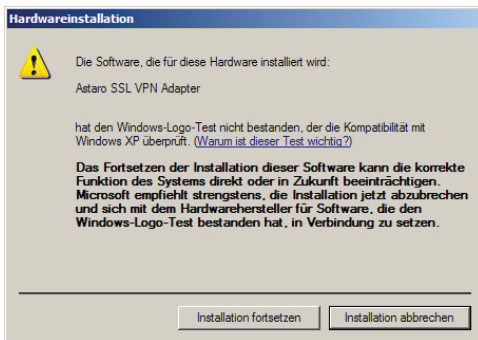 Hardwareinstallation
Die Software, die für diese Hardware installiert wird:
Astaro SSL VPN Adapter
hat den Windows-Logo-Test nicht bestanden, der die Kompatibilität mit
Windows XP überprüft. (Warum ist dieser Test wichtig?)
Das Fortsetzen der Installation dieser Software kann die korrekte
Funktion des Systems direkt oder in Zukunft beeinträchtigen.
Microsoft empfiehlt strengstens, die Installation jetzt abzubrechen
und sich mit dem Hardwarehersteller für Software, die den
Windows-Logo-Test bestanden hat, in Verbindung zu setzen.
Installation fortsetzen Installation abbrechen